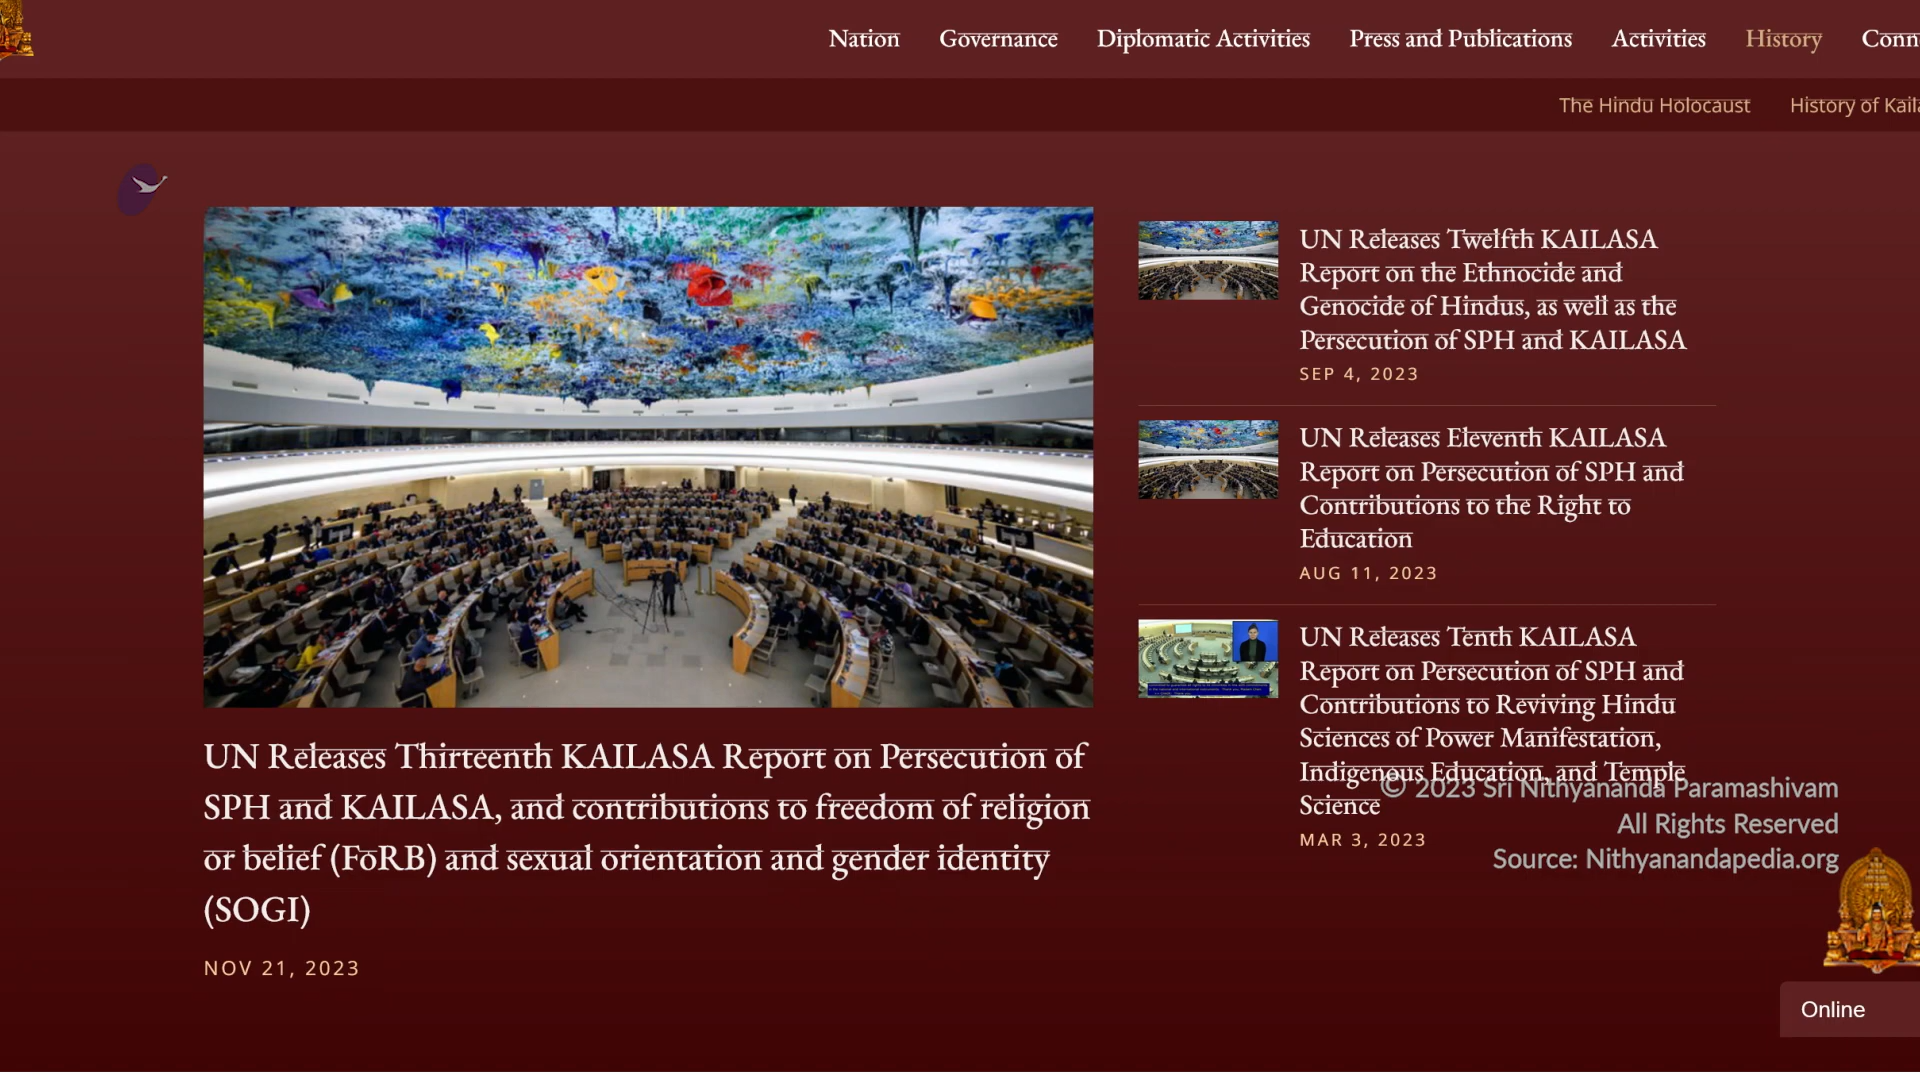 Nation Governance Diplomatic Activities Press and Publications Activities History Conn
The Hindu Holocaust History of Kaila
UN Releases Thirteenth KAILASA Report on Persecution of
SPH and KAILASA, and contributions to freedom of religion
or belief (FoRB) and sexual orientation and gender identity
(SOGI)
NOV 21, 2023
UN Releases Twelfth KAILASA
Report on the Ethnocide and
Genocide of Hindus, as well as the
Persecution of SPH and KAILASA
SEP 4, 2023
UN Releases Eleventh KAILASA
Report on Persecution of SPH and
Contributions to the Right to
Education
AUG 11, 2023
UN Releases Tenth KAILASA
Report on Persecution of SPH and
Contributions to Reviving Hindu
Sciences of Power Manifestation,
Indigenous Education, and Temple
Science
MAR 3, 2023
© 2023 Sri Nithyananda Paramashivam
All Rights Reserved
Source: Nithyanandapedia.org
Online